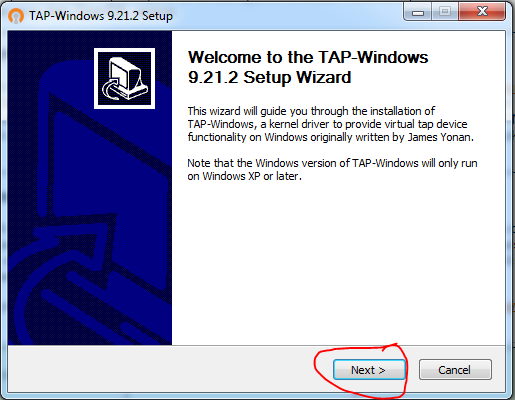 TAP-Windows 9.21.2 Setup
Welcome to the TAP-Windows
9.21.2 Setup Wizard
This wizard will guide you through the installation of
TAP-Windows, a kernel driver to provide virtual tap device
functionality on Windows originally written by James Yonan.
Note that the Windows version of TAP-Windows will only run
on Windows XP or later.
Next >
Cancel